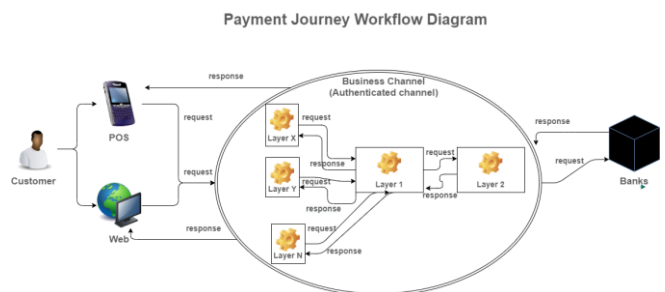 Payment Journey Workflow Diagram
response
Business Channel
(Authenticated channel)
request
POS
request
Layer X
response
request
response
Customer
request
request
Layer Y
response
Layer 1
response
Layer 2
request
Banks
request
Web
response
response
Layer N